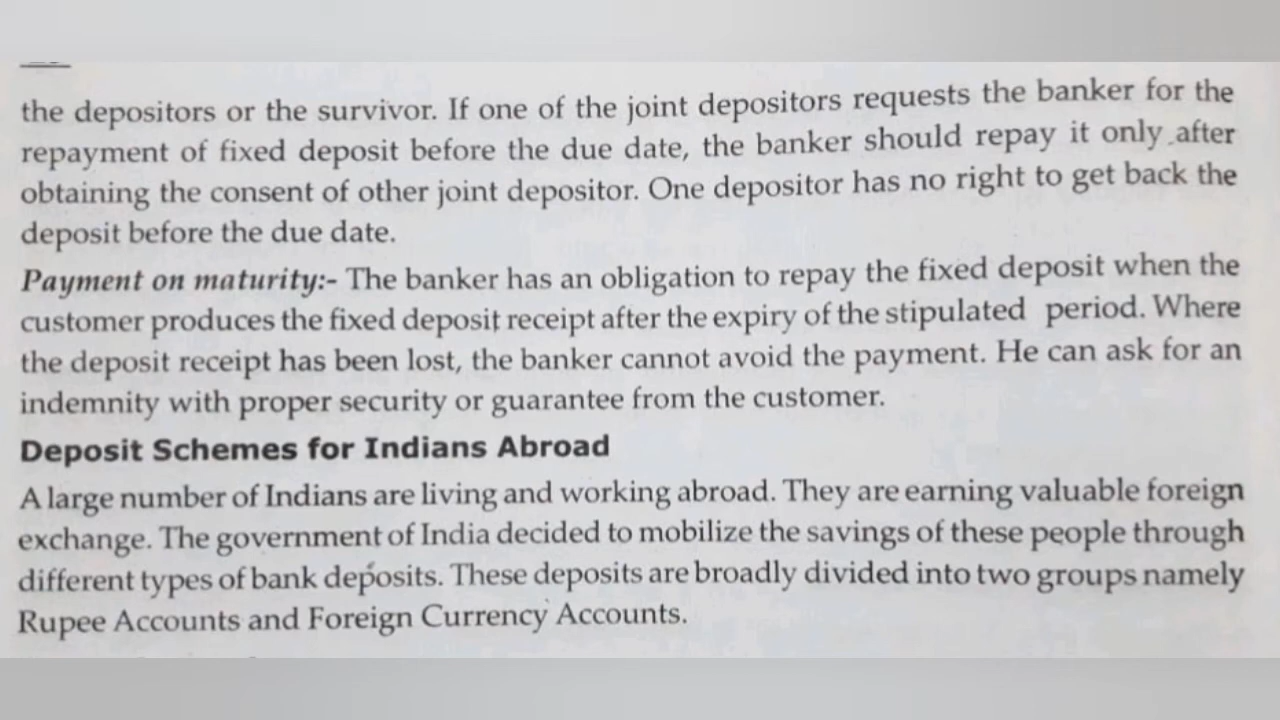 the depositors or the survivor. If one of the joint depositors requests the banker for the
repayment of fixed deposit before the due date, the banker should repay it only after
obtaining the consent of other joint depositor. One depositor has no right to get back the
deposit before the due date.
Payment on maturity:- The banker has an obligation to repay the fixed deposit when the
customer produces the fixed deposit receipt after the expiry of the stipulated period. Where
the deposit receipt has been lost, the banker cannot avoid the payment. He can ask for an
indemnity with proper security or guarantee from the customer.
Deposit Schemes for Indians Abroad
A large number of Indians are living and working abroad. They are earning valuable foreign
exchange. The government of India decided to mobilize the savings of these people through
different types of bank deposits. These deposits are broadly divided into two groups namely
Rupee Accounts and Foreign Currency Accounts.